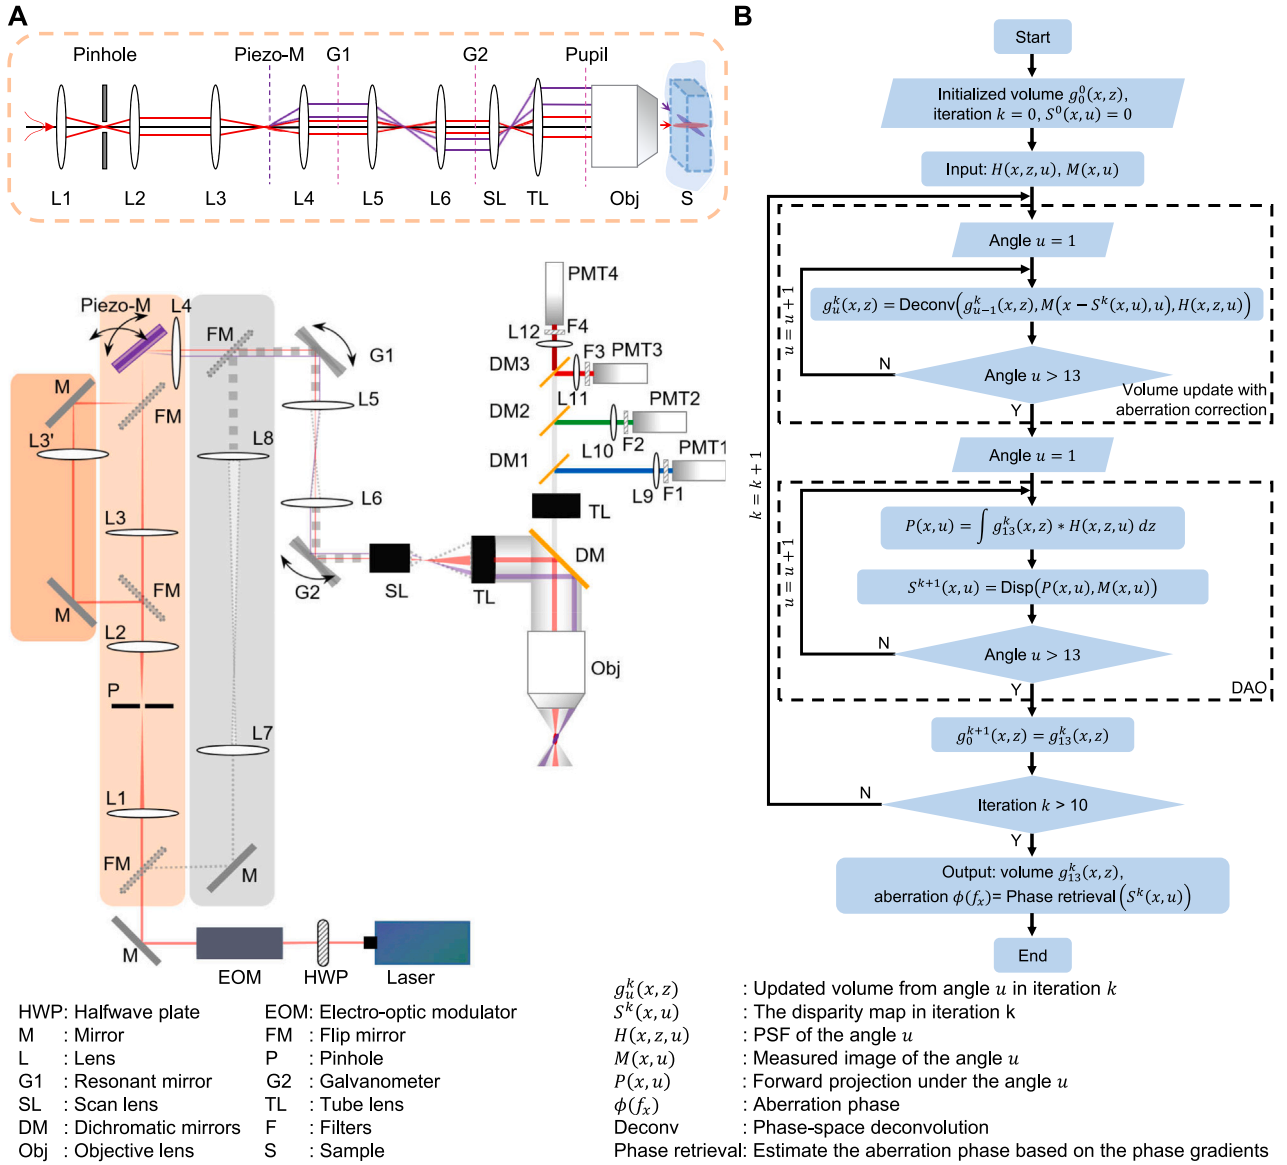 A
Pinhole
Piezo-M
G1
G2
Pupil
L1
L2
L3
L4
L5
L6
SL
TL
Obj
S
Piezo-M
L4
FM
G1
M
FM
L3'
L8
L5
L3
L6
M
FM
G2
SL
TL
L2
P
L7
L1
FM
M
M
EOM
HWP
Laser
PMT4
L12
F4
DM3
F3
PMT3
L11
DM2
PMT2
L10
F2
DM1
PMT1
L9
F1
TL
DM
Obj
HWP: Halfwave plate
EOM: Electro-optic modulator
M : Mirror
FM : Flip mirror
L : Lens
P : Pinhole
G1 : Resonant mirror
G2 : Galvanometer
SL : Scan lens
TL : Tube lens
DM : Dichromatic mirrors
F : Filters
Obj : Objective lens
S : Sample
B
Start
Initialized volume g₀⁰(x, z),
iteration k = 0, S⁰(x, u) = 0
Input: H(x, z, u), M(x, u)
Angle u = 1
u = u + 1
gᵤᵏ(x, z) = Deconv(gᵤ₋₁ᵏ(x, z), M(x − Sᵏ(x, u), u), H(x, z, u))
N
Angle u > 13
Y
Volume update with
aberration correction
k = k + 1
Angle u = 1
u = u + 1
P(x, u) = ∫ g₁₃ᵏ(x, z) ∗ H(x, z, u) dz
Sᵏ⁺¹(x, u) = Disp(P(x, u), M(x, u))
N
Angle u > 13
Y
DAO
g₀ᵏ⁺¹(x, z) = g₁₃ᵏ(x, z)
N
Iteration k > 10
Y
Output: volume g₁₃ᵏ(x, z),
aberration ϕ(fₓ)= Phase retrieval(Sᵏ(x, u))
End
gᵤᵏ(x, z) : Updated volume from angle u in iteration k
Sᵏ(x, u) : The disparity map in iteration k
H(x, z, u) : PSF of the angle u
M(x, u) : Measured image of the angle u
P(x, u) : Forward projection under the angle u
ϕ(fₓ) : Aberration phase
Deconv : Phase-space deconvolution
Phase retrieval: Estimate the aberration phase based on the phase gradients